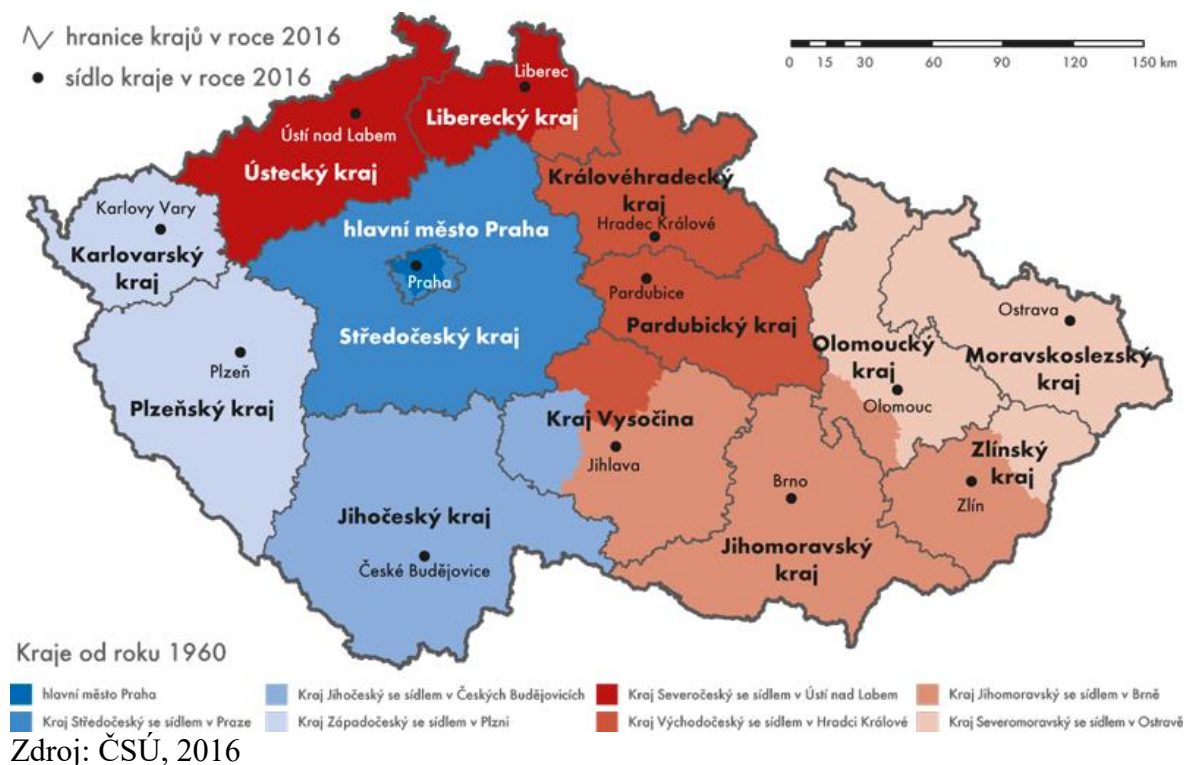 hranice krajů v roce 2016
sídlo kraje v roce 2016
0 15 30 60 90 120 150 km
Liberec
Liberecký kraj
Ústí nad Labem
Ústecký kraj
Královéhradecký
kraj
Hradec Králové
Karlovy Vary
Karlovarský
kraj
hlavní město Praha
Praha
Pardubice
Pardubický kraj
Středočeský kraj
Ostrava
Moravskoslezský
kraj
Olomoucký
kraj
Olomouc
Plzeň
Plzeňský kraj
Kraj Vysočina
Jihlava
Zlínský
kraj
Zlín
Brno
Jihomoravský
kraj
Jihočeský kraj
České Budějovice
Kraje od roku 1960
hlavní město Praha
Kraj Jihočeský se sídlem v Českých Budějovicích
Kraj Severočeský se sídlem v Ústí nad Labem
Kraj Jihomoravský se sídlem v Brně
Kraj Středočeský se sídlem v Praze
Kraj Západočeský se sídlem v Plzni
Kraj Východočeský se sídlem v Hradci Králové
Kraj Severomoravský se sídlem v Ostravě
Zdroj: ČSÚ, 2016